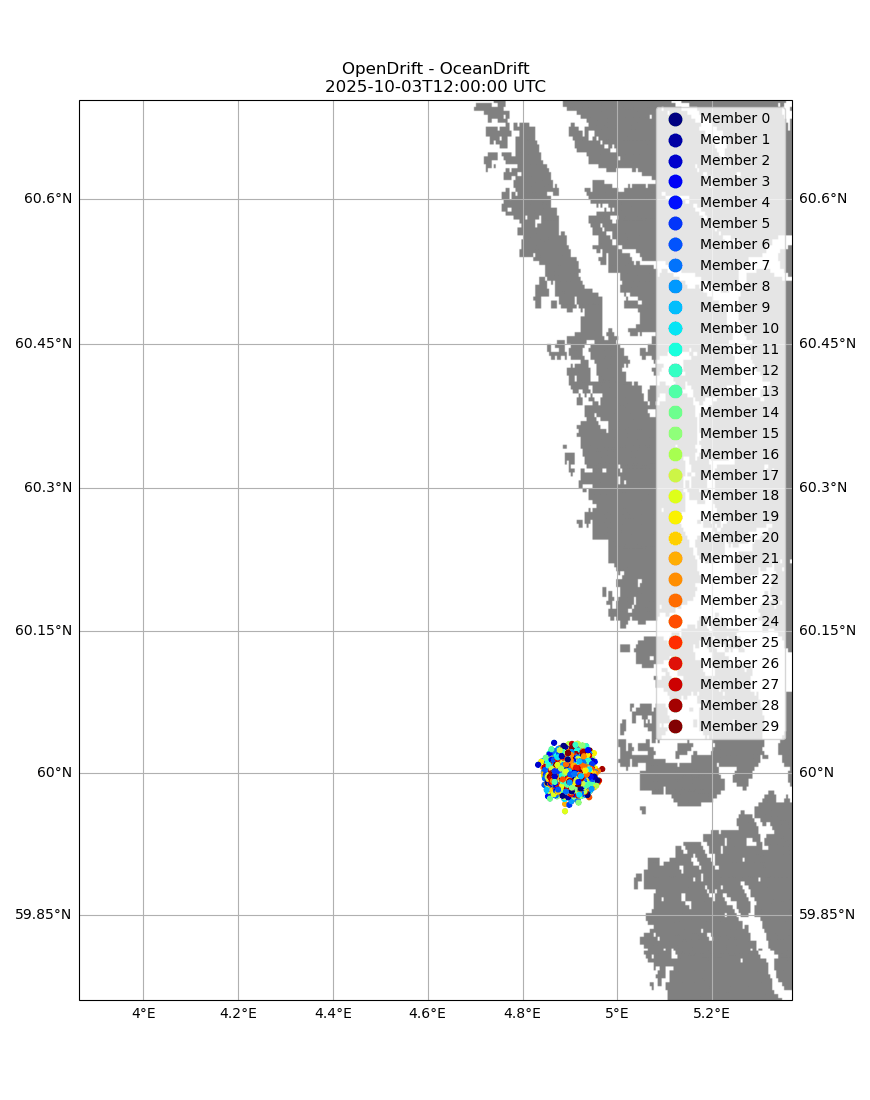 OpenDrift - OceanDrift
2025-10-03T12:00:00 UTC
Member 0
Member 1
Member 2
Member 3
Member 4
Member 5
Member 6
Member 7
Member 8
Member 9
Member 10
Member 11
Member 12
Member 13
Member 14
Member 15
Member 16
Member 17
Member 18
Member 19
Member 20
Member 21
Member 22
Member 23
Member 24
Member 25
Member 26
Member 27
Member 28
Member 29
60.6°N 60.6°N
60.45°N 60.45°N
60.3°N 60.3°N
60.15°N 60.15°N
60°N 60°N
59.85°N 59.85°N
4°E 4.2°E 4.4°E 4.6°E 4.8°E 5°E 5.2°E